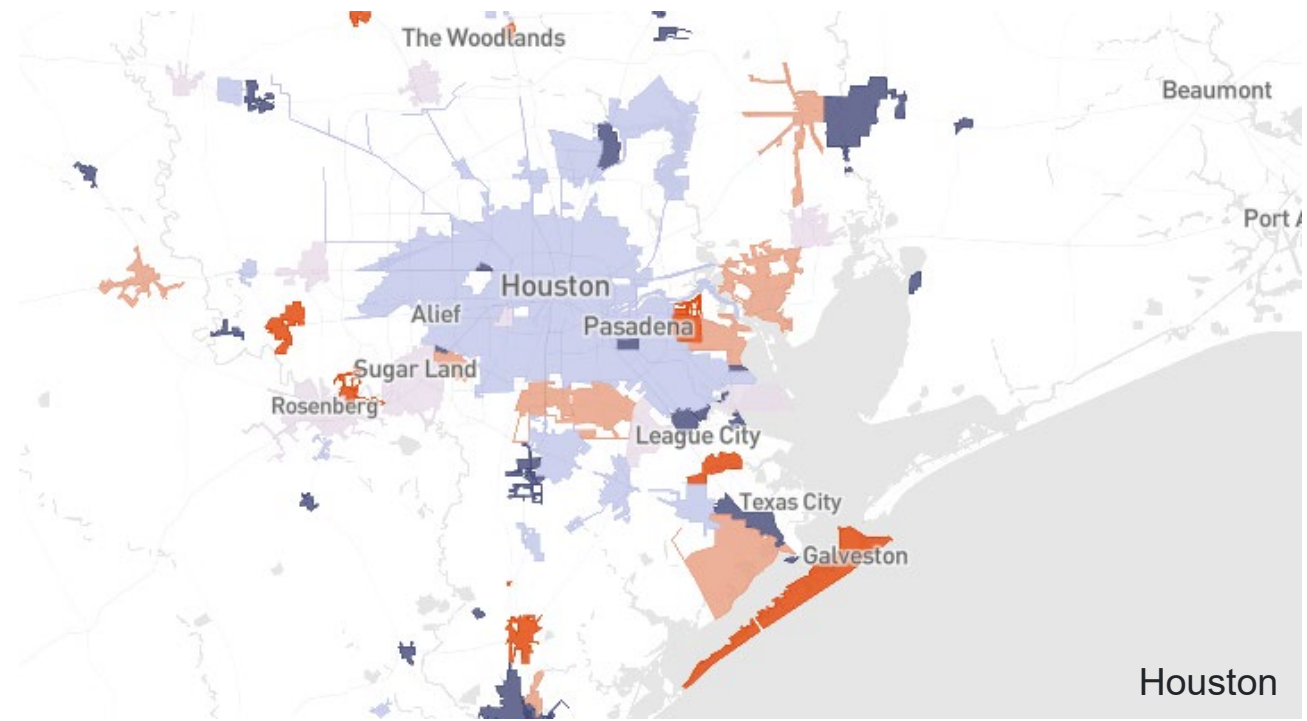 The Woodlands
Beaumont
Port A
Houston
Alief
Pasadena
Sugar Land
Rosenberg
League City
Texas City
Galveston
Houston